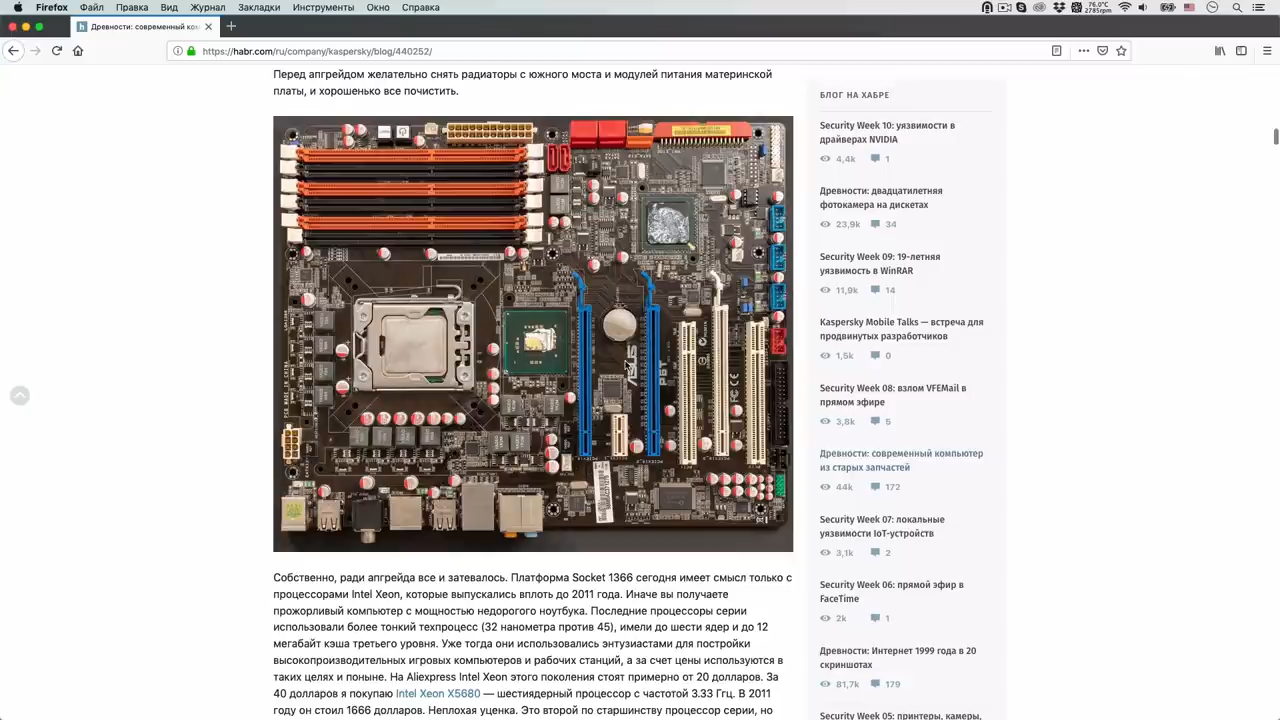 Firefox Файл Правка Вид Журнал Закладки Инструменты Окно Справка
76.0°C
2785rpm
Древности: современный ком
https://habr.com/ru/company/kaspersky/blog/440252/
Перед апгрейдом желательно снять радиаторы с южного моста и модулей питания материнской
платы, и хорошенько все почистить.
ASUS
P6T
Собственно, ради апгрейда все и затевалось. Платформа Socket 1366 сегодня имеет смысл только с
процессорами Intel Xeon, которые выпускались вплоть до 2011 года. Иначе вы получаете
прожорливый компьютер с мощностью недорогого ноутбука. Последние процессоры серии
использовали более тонкий техпроцесс (32 нанометра против 45), имели до шести ядер и до 12
мегабайт кэша третьего уровня. Уже тогда они использовались энтузиастами для постройки
высокопроизводительных игровых компьютеров и рабочих станций, а за счет цены используются в
таких целях и поныне. На Aliexpress Intel Xeon этого поколения стоят примерно от 20 долларов. За
40 долларов я покупаю Intel Xeon X5680 — шестиядерный процессор с частотой 3.33 Ггц. В 2011
году он стоил 1666 долларов. Неплохая уценка. Это второй по старшинству процессор серии, но
БЛОГ НА ХАБРЕ
Security Week 10: уязвимости в
драйверах NVIDIA
4,4k 1
Древности: двадцатилетняя
фотокамера на дискетах
23,9k 34
Security Week 09: 19-летняя
уязвимость в WinRAR
11,9k 14
Kaspersky Mobile Talks — встреча для
продвинутых разработчиков
1,5k 0
Security Week 08: взлом VFEMail в
прямом эфире
3,8k 5
Древности: современный компьютер
из старых запчастей
44k 172
Security Week 07: локальные
уязвимости IoT-устройств
3,1k 2
Security Week 06: прямой эфир в
FaceTime
2k 1
Древности: Интернет 1999 года в 20
скриншотах
81,7k 179
Security Week 05: принтеры, камеры,